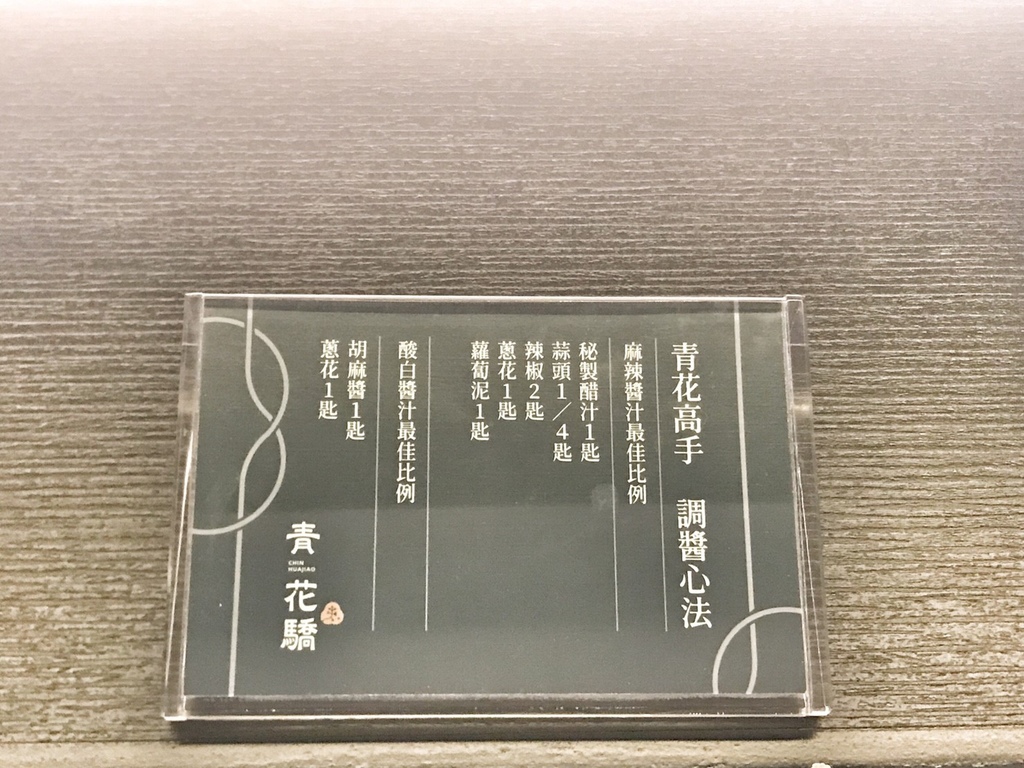 青花高手 調醬心法
麻辣醬汁最佳比例
秘製醋汁1匙
蒜頭1／4匙
辣椒2匙
蔥花1匙
蘿蔔泥1匙
酸白醬汁最佳比例
胡麻醬1匙
蔥花1匙
青花驕
CHIN
HUAJIAO